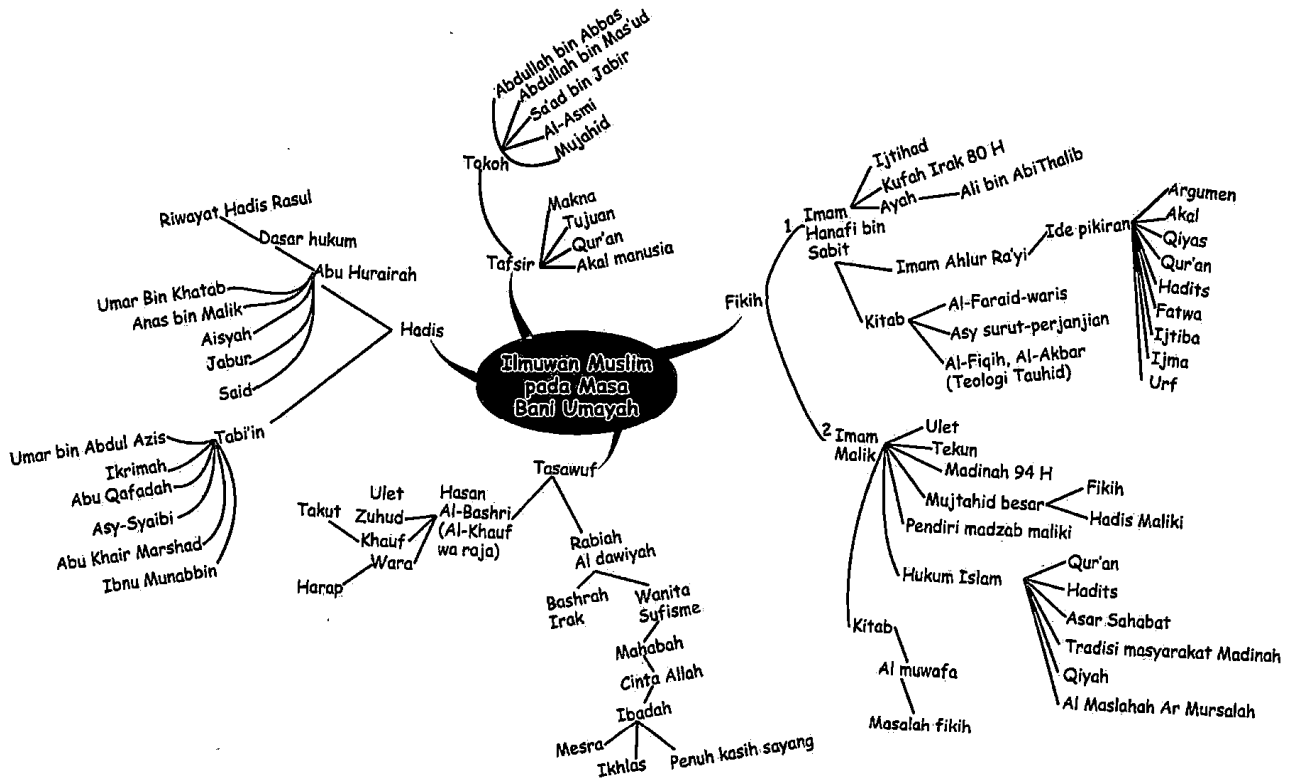 Ilmuwan Muslim
pada Masa
Bani Umayah
Tafsir
Tokoh
Abdullah bin Abbas
Abdullah bin Mas'ud
Sa'ad bin Jabir
Al-Asmi
Mujahid
Makna
Tujuan
Qur'an
Akal manusia
Fikih
1 Imam
Hanafi bin
Sabit
Ijtihad
Kufah Irak 80 H
Ayah
Ali bin AbiThalib
Imam Ahlur Ra'yi
Ide pikiran
Argumen
Akal
Qiyas
Qur'an
Hadits
Fatwa
Ijtiba
Ijma
Urf
Kitab
Al-Faraid-waris
Asy surut-perjanjian
Al-Fiqih, Al-Akbar
(Teologi Tauhid)
2 Imam
Malik
Ulet
Tekun
Madinah 94 H
Mujtahid besar
Fikih
Hadis Maliki
Pendiri madzab maliki
Hukum Islam
Qur'an
Hadits
Asar Sahabat
Tradisi masyarakat Madinah
Qiyah
Al Maslahah Ar Mursalah
Kitab
Al muwafa
Masalah fikih
Tasawuf
Hasan
Al-Bashri
(Al-Khauf
wa raja)
Ulet
Zuhud
Khauf
Takut
Wara
Harap
Rabiah
Al dawiyah
Bashrah
Irak
Wanita
Syfisme
Mahabah
Cinta Allah
Ibadah
Mesra
Ikhlas
Penuh kasih sayang
Hadis
Abu Hurairah
Dasar hukum
Riwayat Hadis Rasul
Umar Bin Khatab
Anas bin Malik
Aisyah
Jabur
Said
Tabi'in
Umar bin Abdul Azis
Ikrimah
Abu Qafadah
Asy-Syaibi
Abu Khair Marshad
Ibnu Munabbin